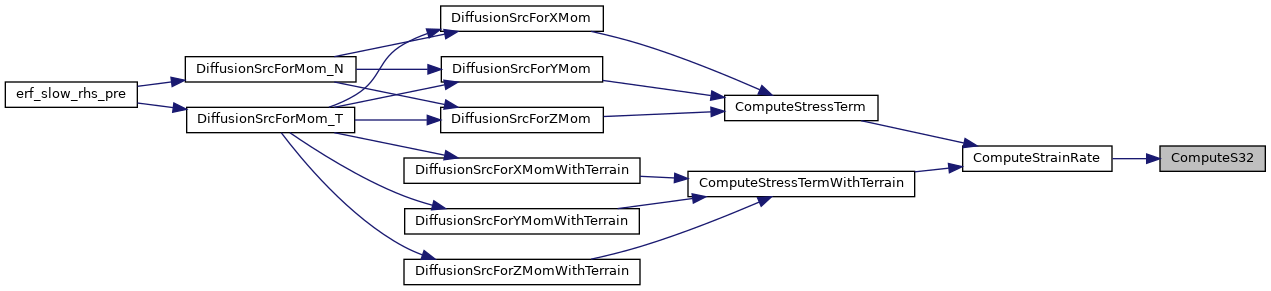 DiffusionSrcForXMom
DiffusionSrcForMom_N
DiffusionSrcForYMom
erf_slow_rhs_pre
ComputeStressTerm
DiffusionSrcForMom_T
DiffusionSrcForZMom
ComputeStrainRate
ComputeS32
DiffusionSrcForXMomWithTerrain
ComputeStressTermWithTerrain
DiffusionSrcForYMomWithTerrain
DiffusionSrcForZMomWithTerrain